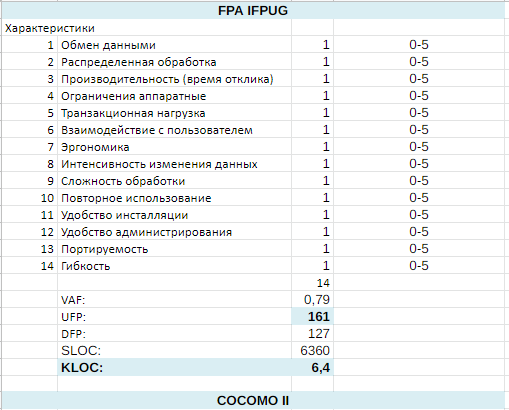 FPA IFPUG
Характеристики
1 Обмен данными 1 0-5
2 Распределенная обработка 1 0-5
3 Производительность (время отклика) 1 0-5
4 Ограничения аппаратные 1 0-5
5 Транзакционная нагрузка 1 0-5
6 Взаимодействие с пользователем 1 0-5
7 Эргономика 1 0-5
8 Интенсивность изменения данных 1 0-5
9 Сложность обработки 1 0-5
10 Повторное использование 1 0-5
11 Удобство инсталляции 1 0-5
12 Удобство администрирования 1 0-5
13 Портируемость 1 0-5
14 Гибкость 1 0-5
14
VAF: 0,79
UFP: 161
DFP: 127
SLOC: 6360
KLOC: 6,4
COCOMO II